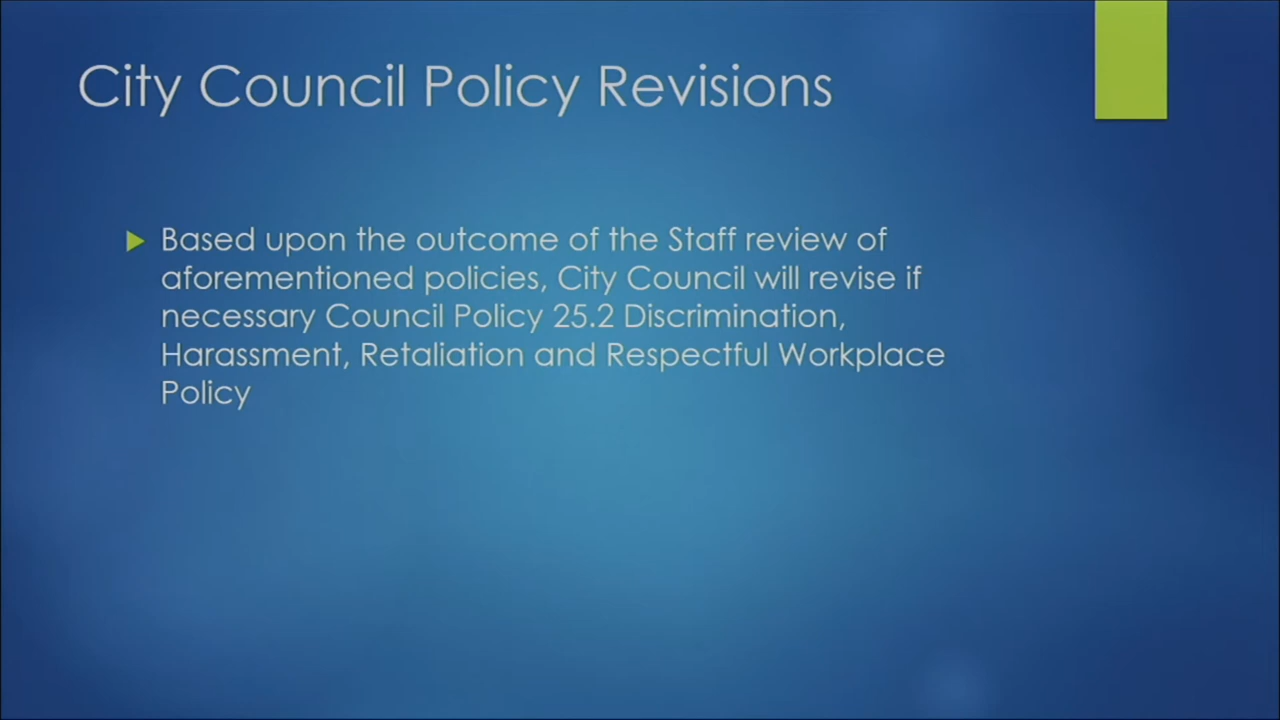 City Council Policy Revisions
Based upon the outcome of the Staff review of
aforementioned policies, City Council will revise if
necessary Council Policy 25.2 Discrimination,
Harassment, Retaliation and Respectful Workplace
Policy